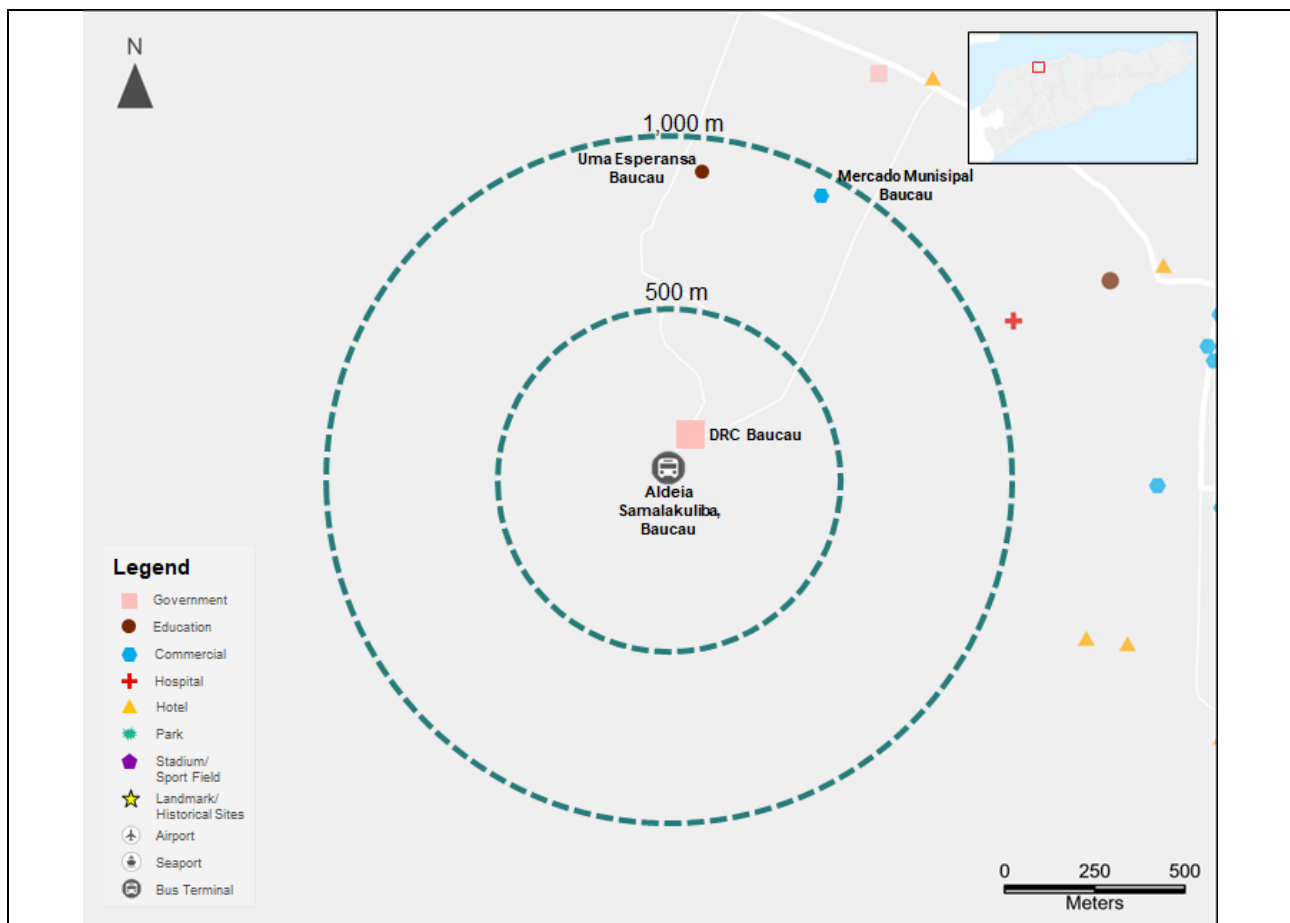 N
1,000 m
Uma Esperansa
Baucau
Mercado Munisipal
Baucau
500 m
DRC Baucau
Aldeia
Samalakuliba,
Baucau
Legend
Government
Education
Commercial
Hospital
Hotel
Park
Stadium/
Sport Field
Landmark/
Historical Sites
Airport
Seaport
Bus Terminal
0 250 500
Meters